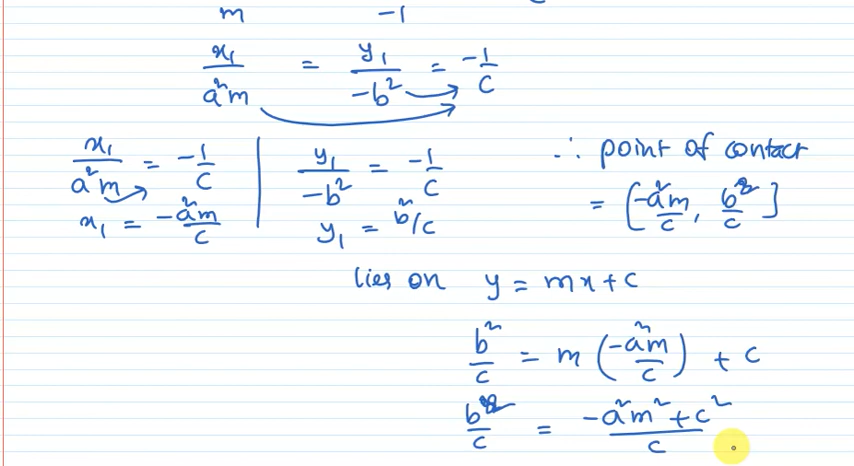 m -1
x₁/a²m = y₁/-b² = -1/c
x₁/a²m = -1/c | y₁/-b² = -1/c ∴ point of contact
x₁ = -a²m/c | y₁ = b²/c = [-a²m/c, b²/c]
lies on y = mx + c
b²/c = m (-a²m/c) + c
b²/c = -a²m² + c²/c